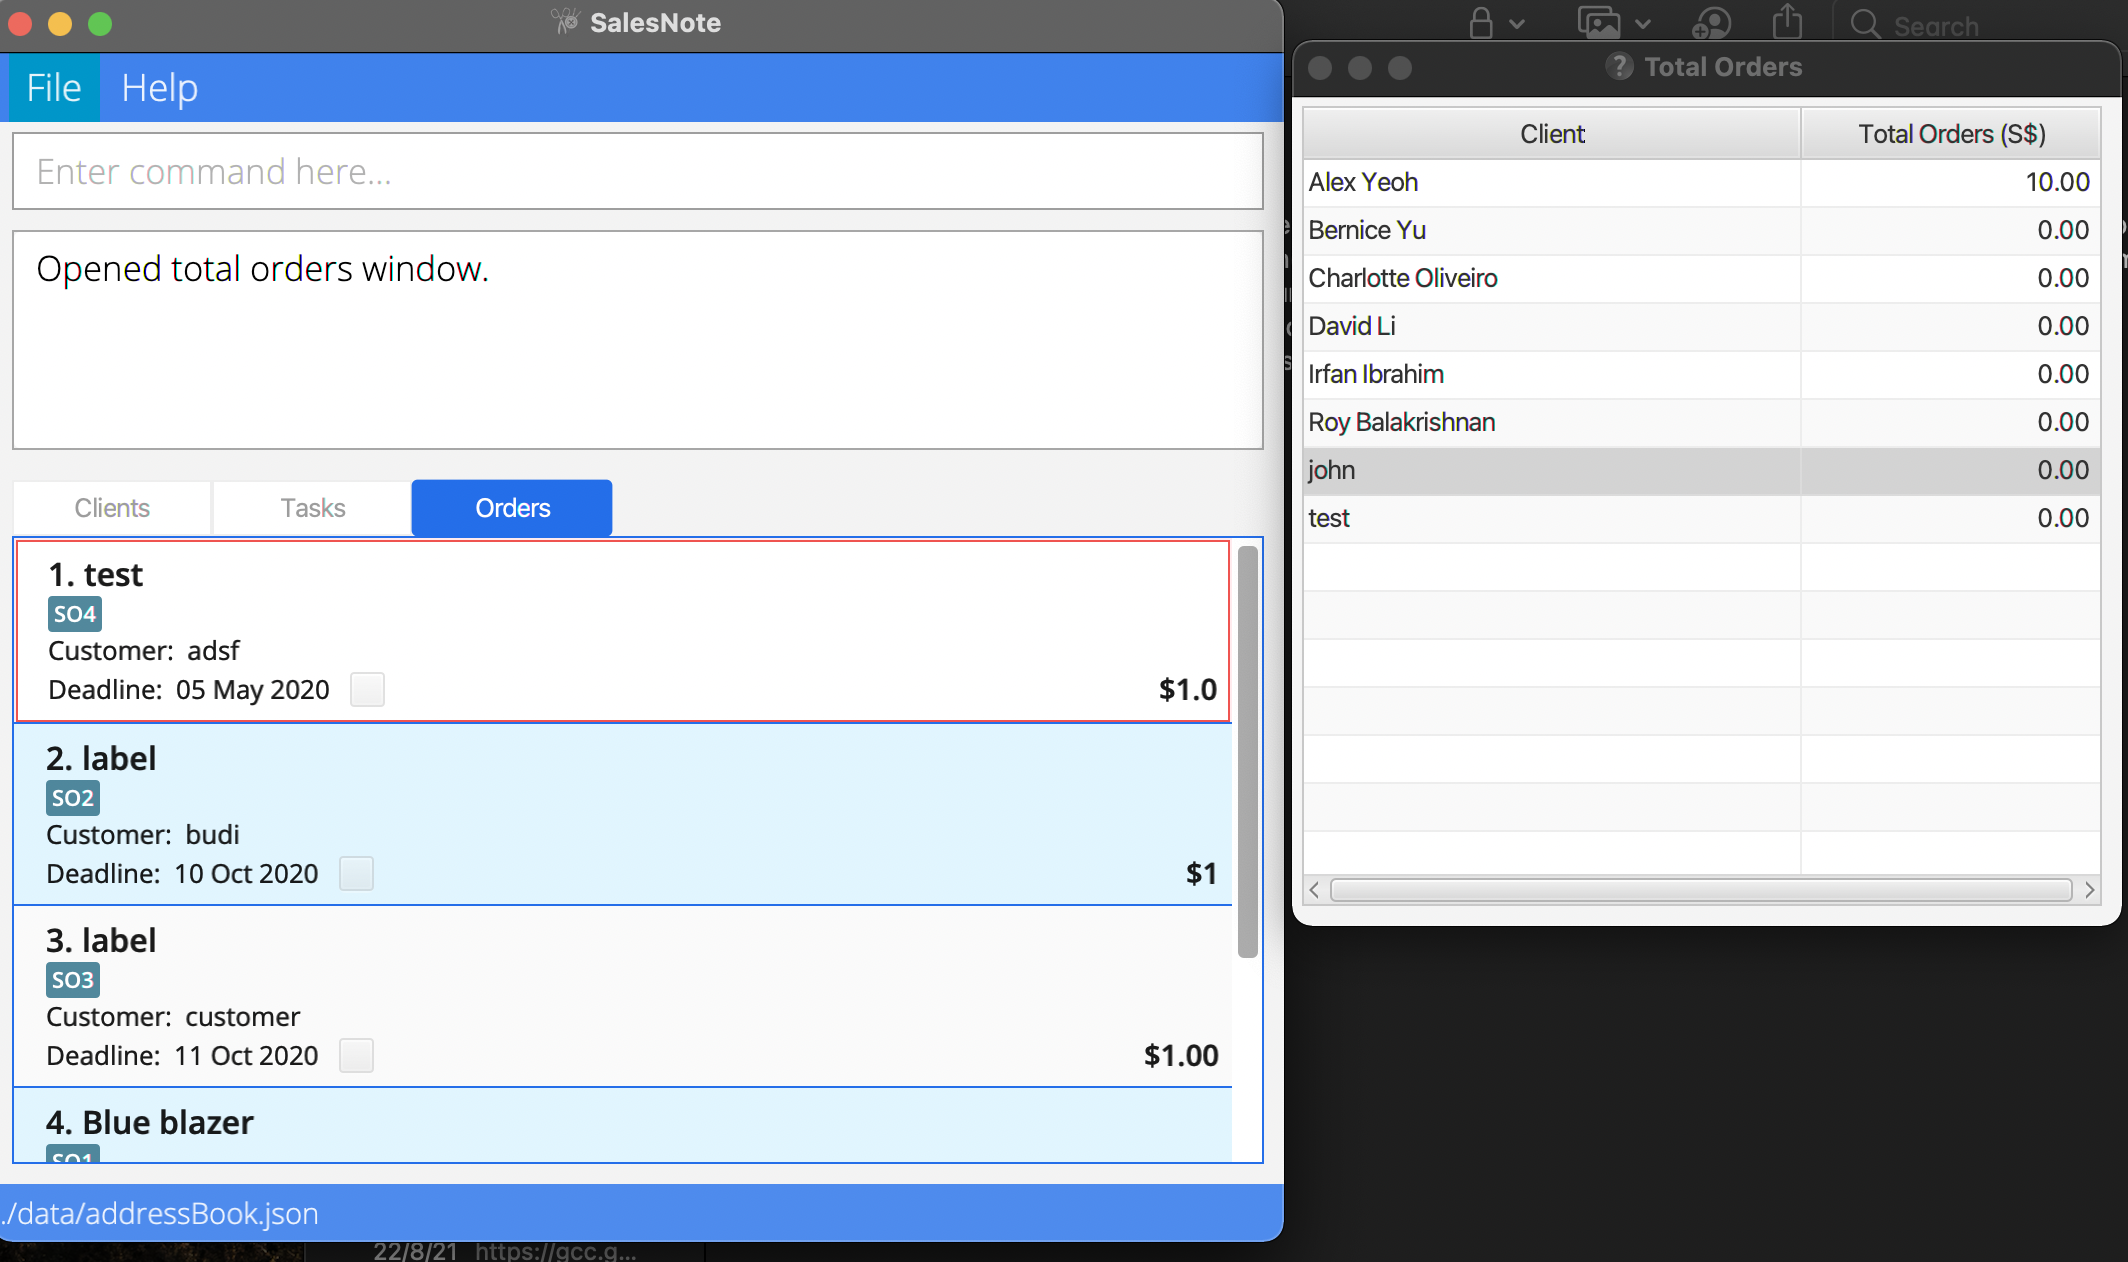 SalesNote
File Help
Enter command here...
Opened total orders window.
Clients Tasks Orders
1. test
SO4
Customer: adsf
Deadline: 05 May 2020
$1.0
2. label
SO2
Customer: budi
Deadline: 10 Oct 2020
$1
3. label
SO3
Customer: customer
Deadline: 11 Oct 2020
$1.00
4. Blue blazer
SO1
./data/addressBook.json
22/8/21 https://gcc.g...
Search
Total Orders
Client Total Orders (S$)
Alex Yeoh 10.00
Bernice Yu 0.00
Charlotte Oliveiro 0.00
David Li 0.00
Irfan Ibrahim 0.00
Roy Balakrishnan 0.00
john 0.00
test 0.00